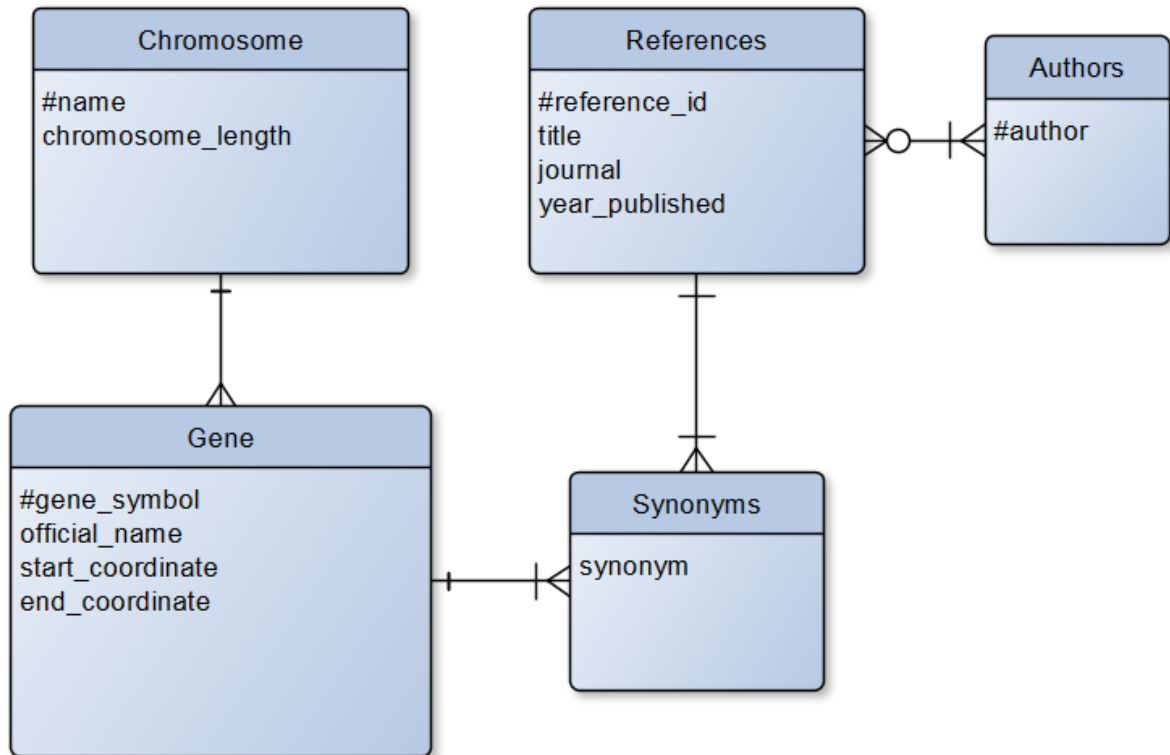 Chromosome
#name
chromosome_length
References
#reference_id
title
journal
year_published
Authors
#author
Gene
#gene_symbol
official_name
start_coordinate
end_coordinate
Synonyms
synonym